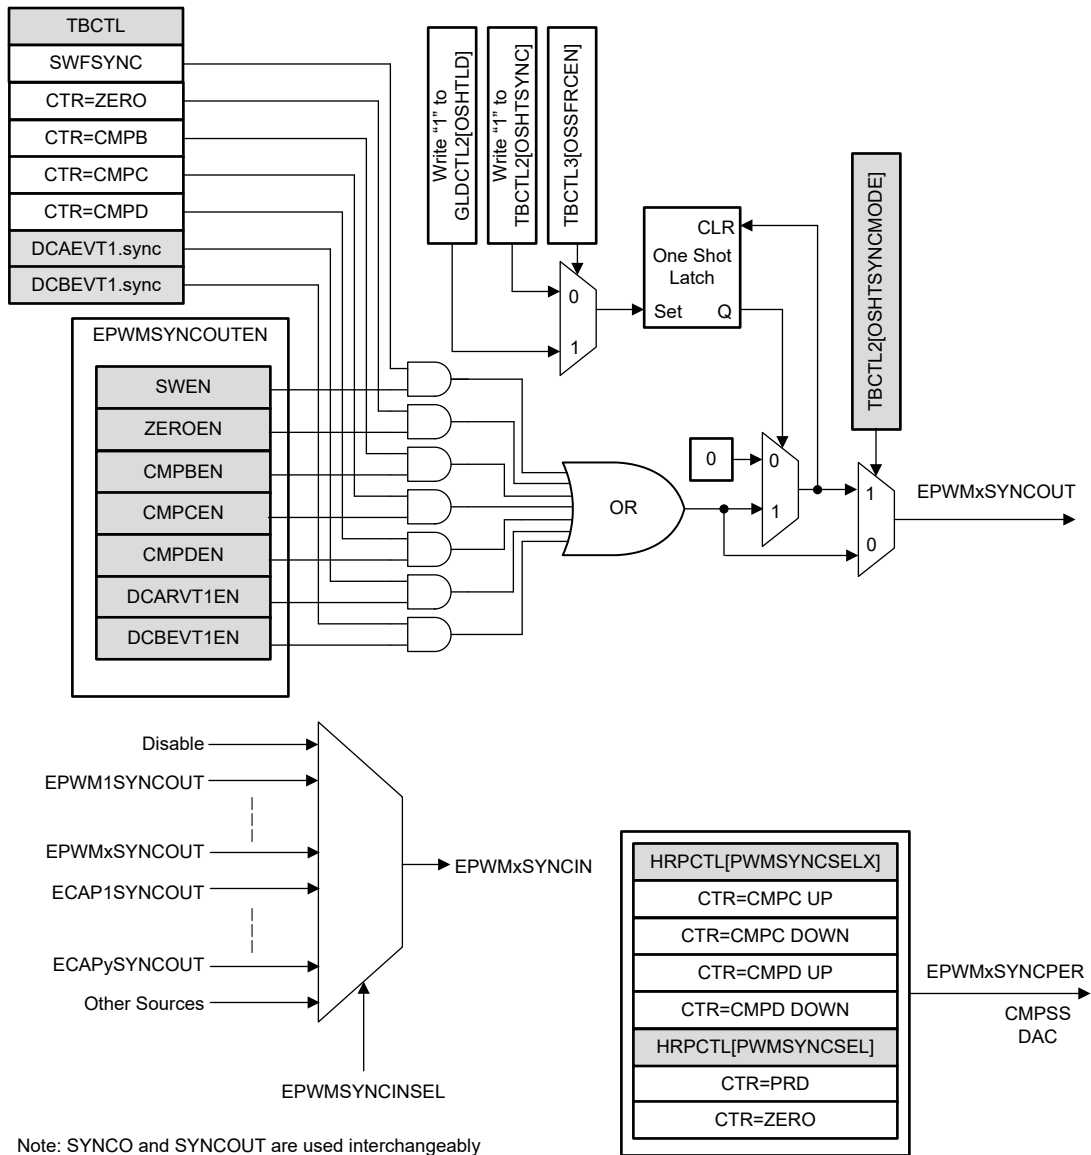 TBCTL
SWFSYNC
CTR=ZERO
CTR=CMPB
CTR=CMPC
CTR=CMPD
DCAEVT1.sync
DCBEVT1.sync
EPWMSYNCOUTEN
SWEN
ZEROEN
CMPBEN
CMPCEN
CMPDEN
DCARVT1EN
DCBEVT1EN
Write “1” to
GLDCTL2[OSHTLD]
Write “1” to
TBCTL2[OSHTSYNC]
TBCTL3[OSSFRCEN]
0
1
CLR
One Shot
Latch
Set Q
TBCTL2[OSHTSYNCMODE]
OR
0
0
1
1
0
EPWMxSYNCOUT
Disable
EPWM1SYNCOUT
EPWMxSYNCOUT
ECAP1SYNCOUT
ECAPySYNCOUT
Other Sources
EPWMxSYNCIN
EPWMSYNCINSEL
HRPCTL[PWMSYNCSELX]
CTR=CMPC UP
CTR=CMPC DOWN
CTR=CMPD UP
CTR=CMPD DOWN
HRPCTL[PWMSYNCSEL]
CTR=PRD
CTR=ZERO
EPWMxSYNCPER
CMPSS
DAC
Note: SYNCO and SYNCOUT are used interchangeably